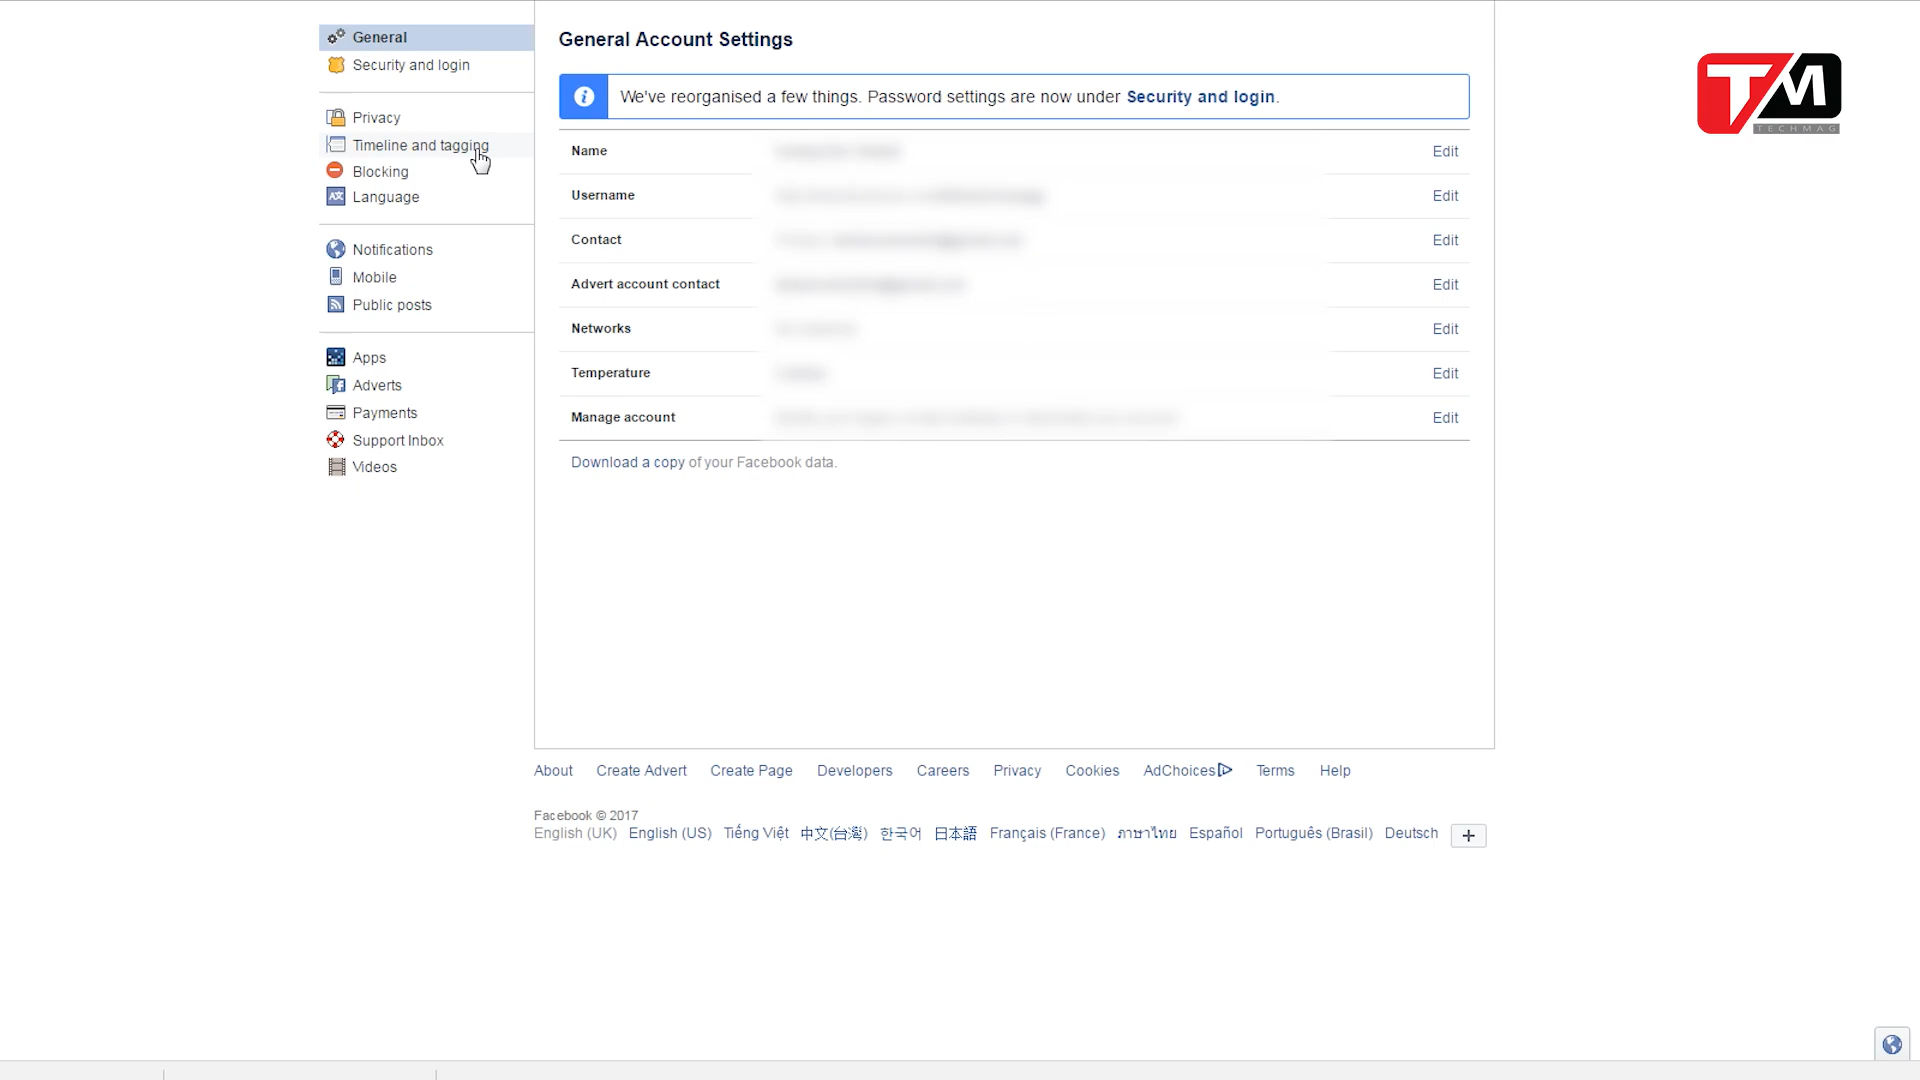 General
Security and login
Privacy
Timeline and tagging
Blocking
Language
Notifications
Mobile
Public posts
Apps
Adverts
Payments
Support Inbox
Videos
General Account Settings
We've reorganised a few things. Password settings are now under Security and login.
Name Edit
Username Edit
Contact Edit
Advert account contact Edit
Networks Edit
Temperature Edit
Manage account Edit
Download a copy of your Facebook data.
TM
TECHMAG
About Create Advert Create Page Developers Careers Privacy Cookies AdChoices Terms Help
Facebook © 2017
English (UK) English (US) Tiếng Việt 中文(台灣) 한국어 日本語 Français (France) ภาษาไทย Español Português (Brasil) Deutsch +